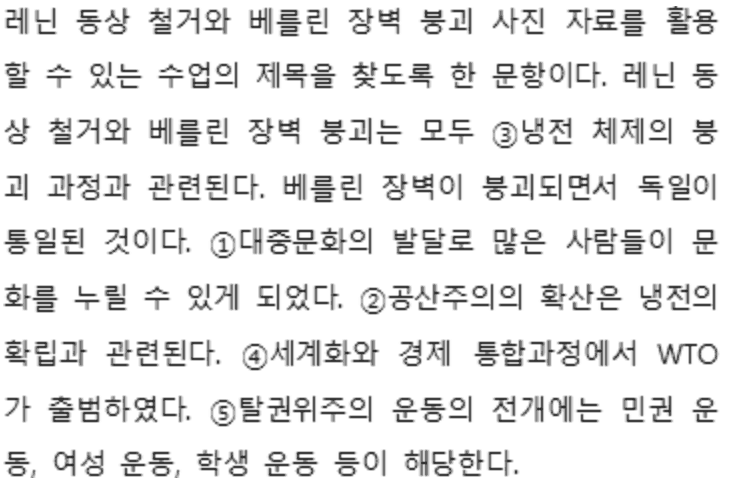 레닌 동상 철거와 베를린 장벽 붕괴 사진 자료를 활용
할 수 있는 수업의 제목을 찾도록 한 문항이다. 레닌 동
상 철거와 베를린 장벽 붕괴는 모두 ③냉전 체제의 붕
괴 과정과 관련된다. 베를린 장벽이 붕괴되면서 독일이
통일된 것이다. ①대중문화의 발달로 많은 사람들이 문
화를 누릴 수 있게 되었다. ②공산주의의 확산은 냉전의
확립과 관련된다. ④세계화와 경제 통합과정에서 WTO
가 출범하였다. ⑤탈권위주의 운동의 전개에는 민권 운
동, 여성 운동, 학생 운동 등이 해당한다.